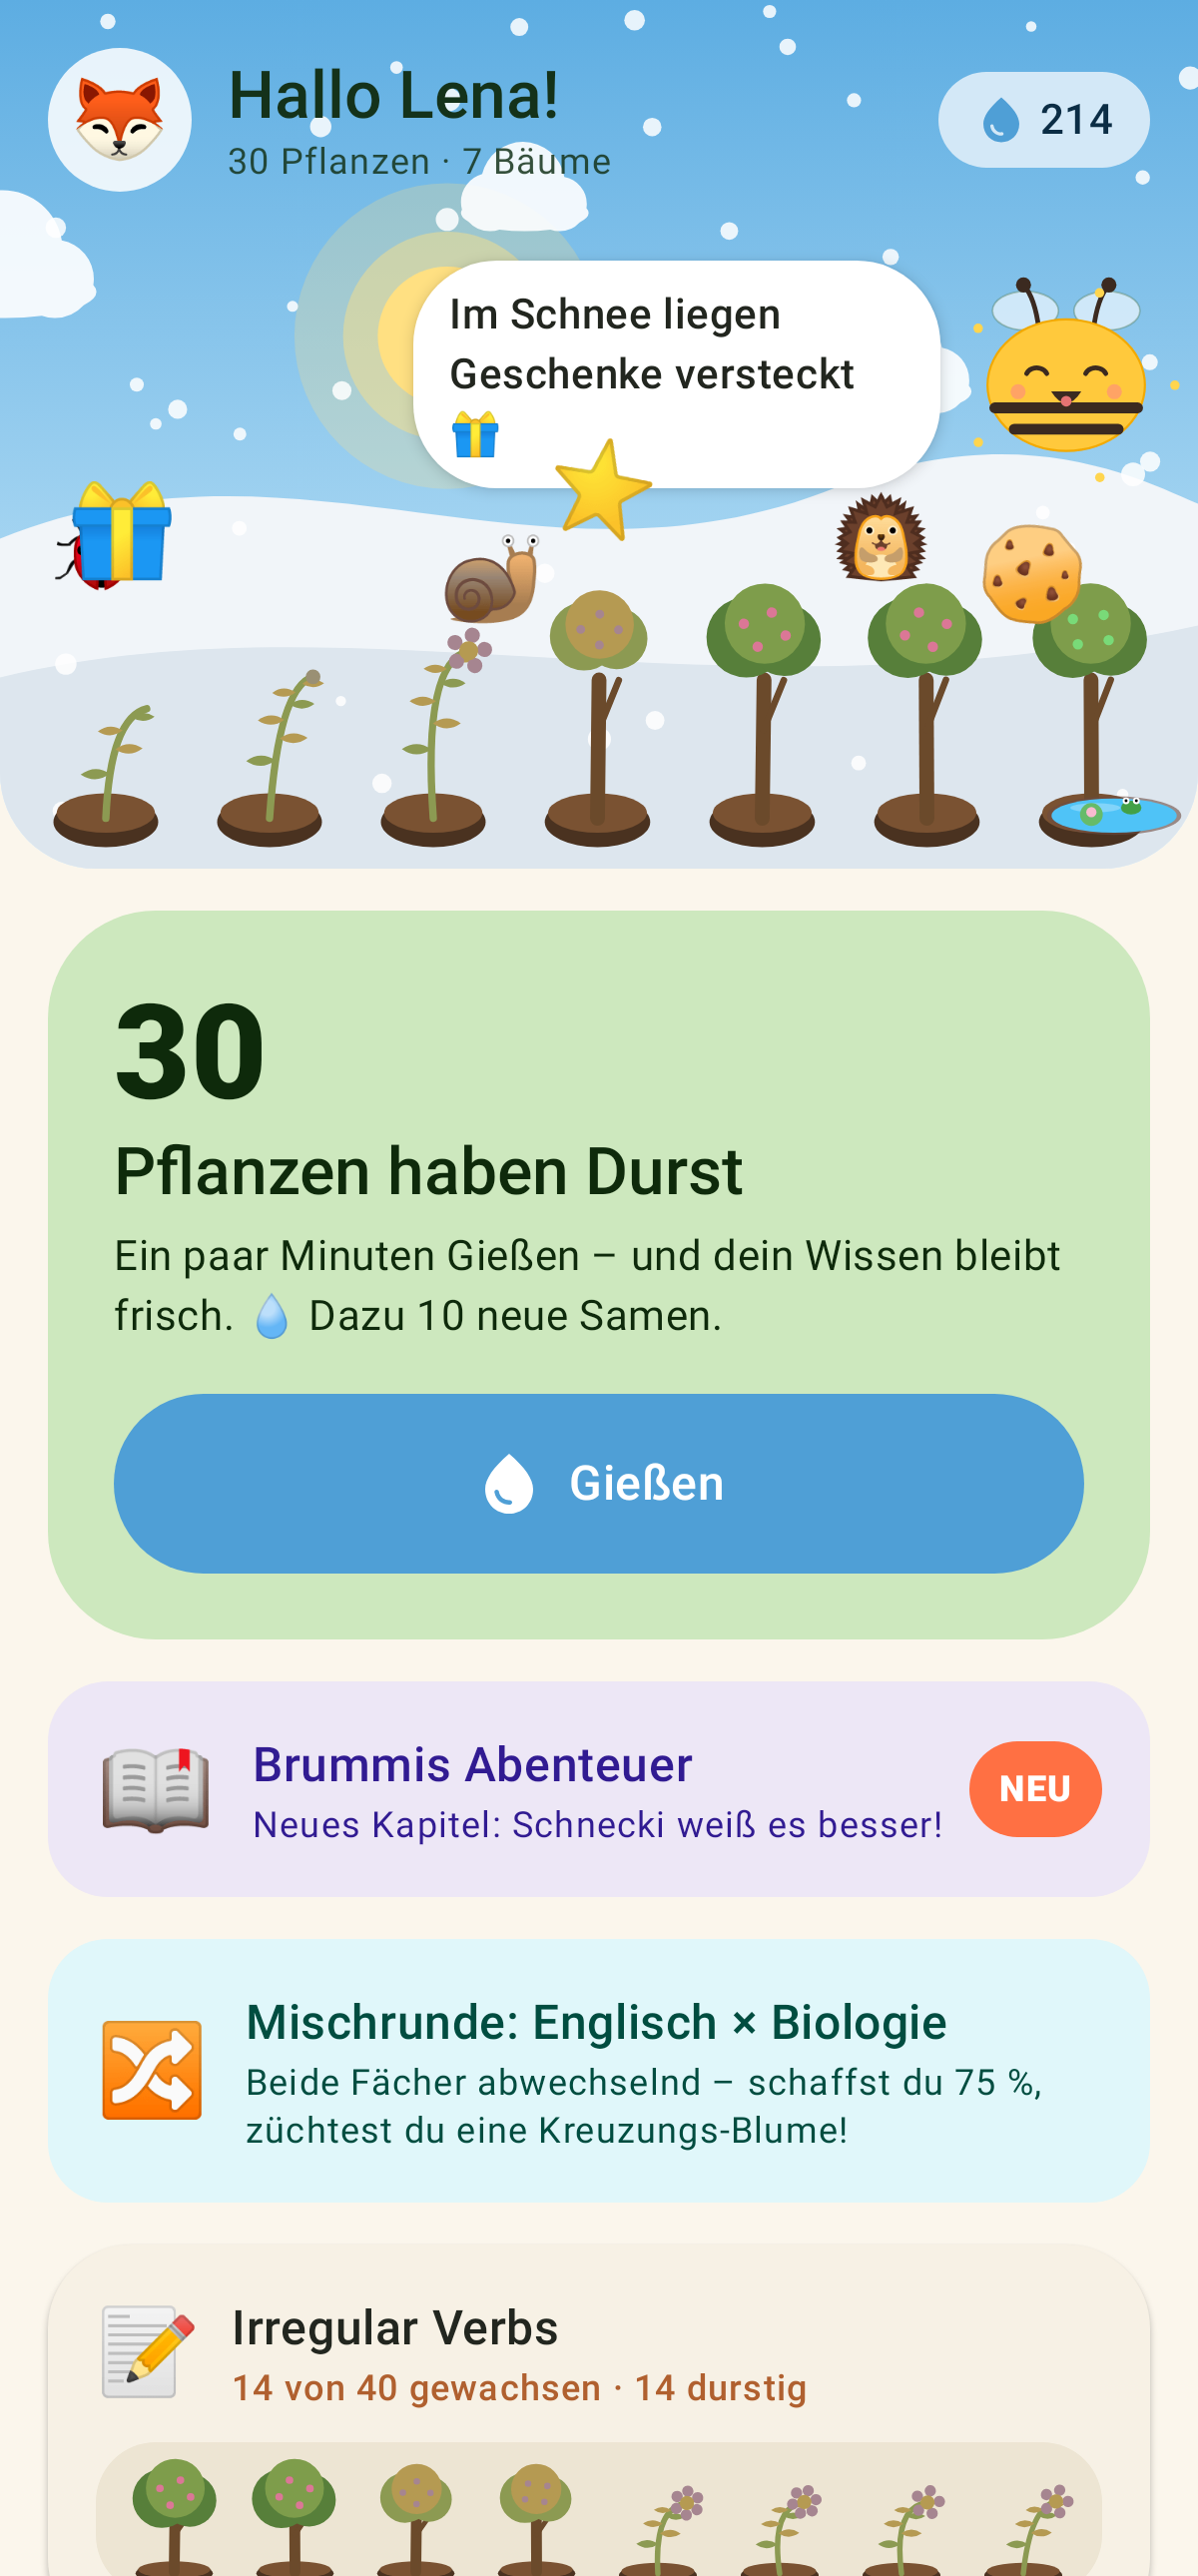 Hallo Lena!
30 Pflanzen · 7 Bäume
214
Im Schnee liegen
Geschenke versteckt
30
Pflanzen haben Durst
Ein paar Minuten Gießen – und dein Wissen bleibt
frisch. Dazu 10 neue Samen.
Gießen
Brummis Abenteuer
Neues Kapitel: Schnecki weiß es besser!
NEU
Mischrunde: Englisch × Biologie
Beide Fächer abwechselnd – schaffst du 75 %,
züchtest du eine Kreuzungs-Blume!
Irregular Verbs
14 von 40 gewachsen · 14 durstig